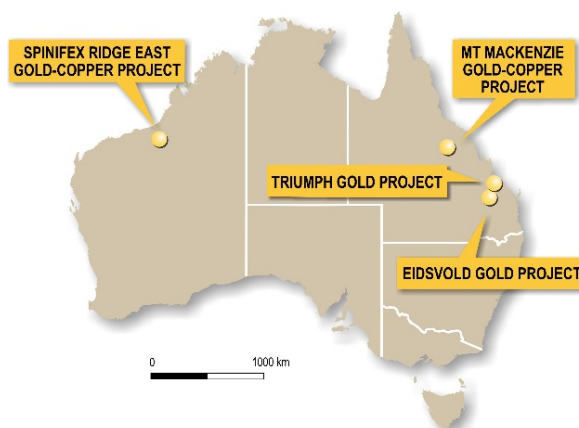 SPINIFEX RIDGE EAST
GOLD-COPPER PROJECT
MT MACKENZIE
GOLD-COPPER
PROJECT
TRIUMPH GOLD PROJECT
EIDSVOLD GOLD PROJECT
0 1000 km